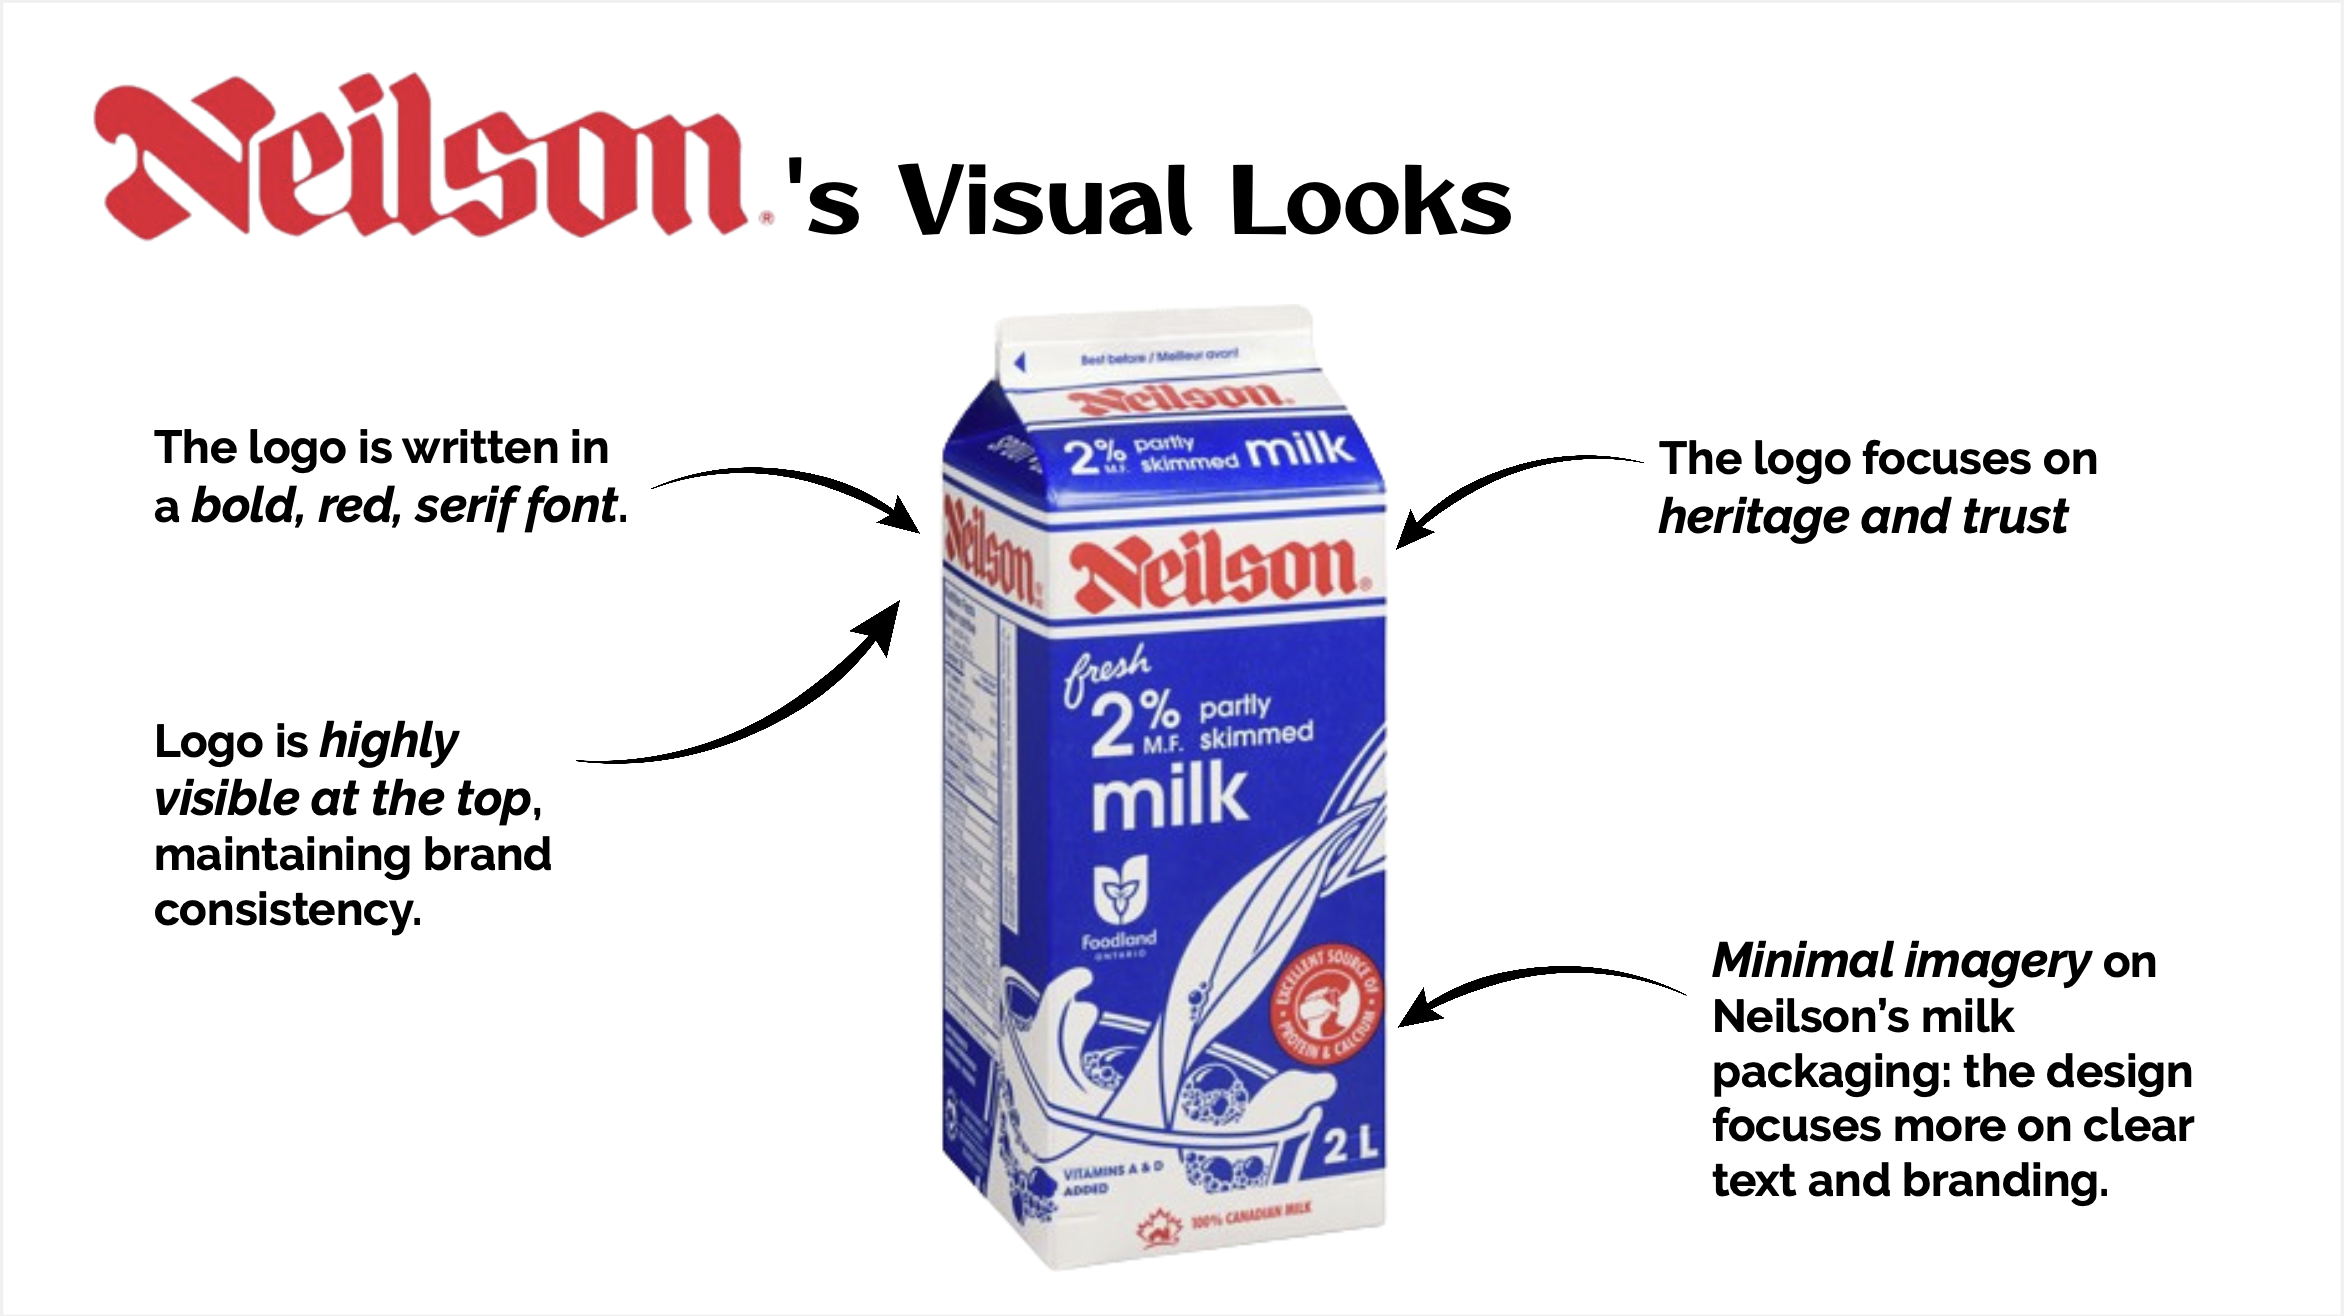 Neilson®'s Visual Looks
The logo is written in
a bold, red, serif font.
Logo is highly
visible at the top,
maintaining brand
consistency.
Best before / Meilleur avant
Neilson.
2% M.F. partly skimmed milk
Neilson.
Neilson®
fresh
2% M.F. partly
skimmed
milk
Foodland
ONTARIO
EXCELLENT SOURCE OF
PROTEIN & CALCIUM
2 L
VITAMINS A & D
ADDED
100% CANADIAN MILK
The logo focuses on
heritage and trust
Minimal imagery on
Neilson’s milk
packaging: the design
focuses more on clear
text and branding.